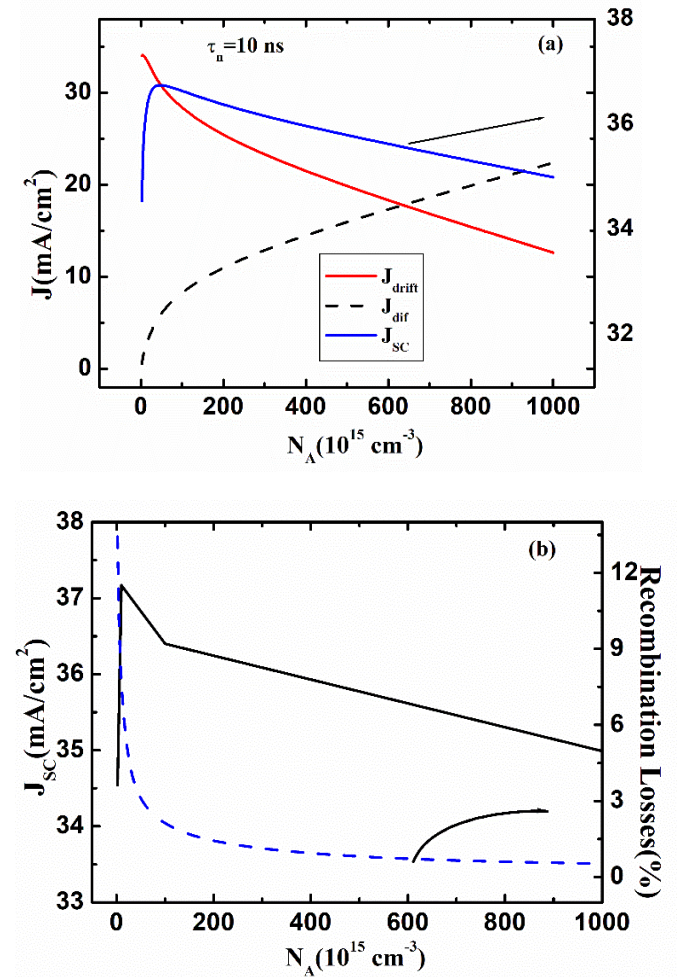 τn=10 ns
(a)
38
30
36
20
34
10
32
0
J(mA/cm2)
Jdrift
Jdif
JSC
0 200 400 600 800 1000
NA(1015 cm-3)
38
(b)
37
12
36
9
35
6
34
3
33
0
JSC(mA/cm2)
Recombination Losses(%)
0 200 400 600 800 1000
NA(1015 cm-3)